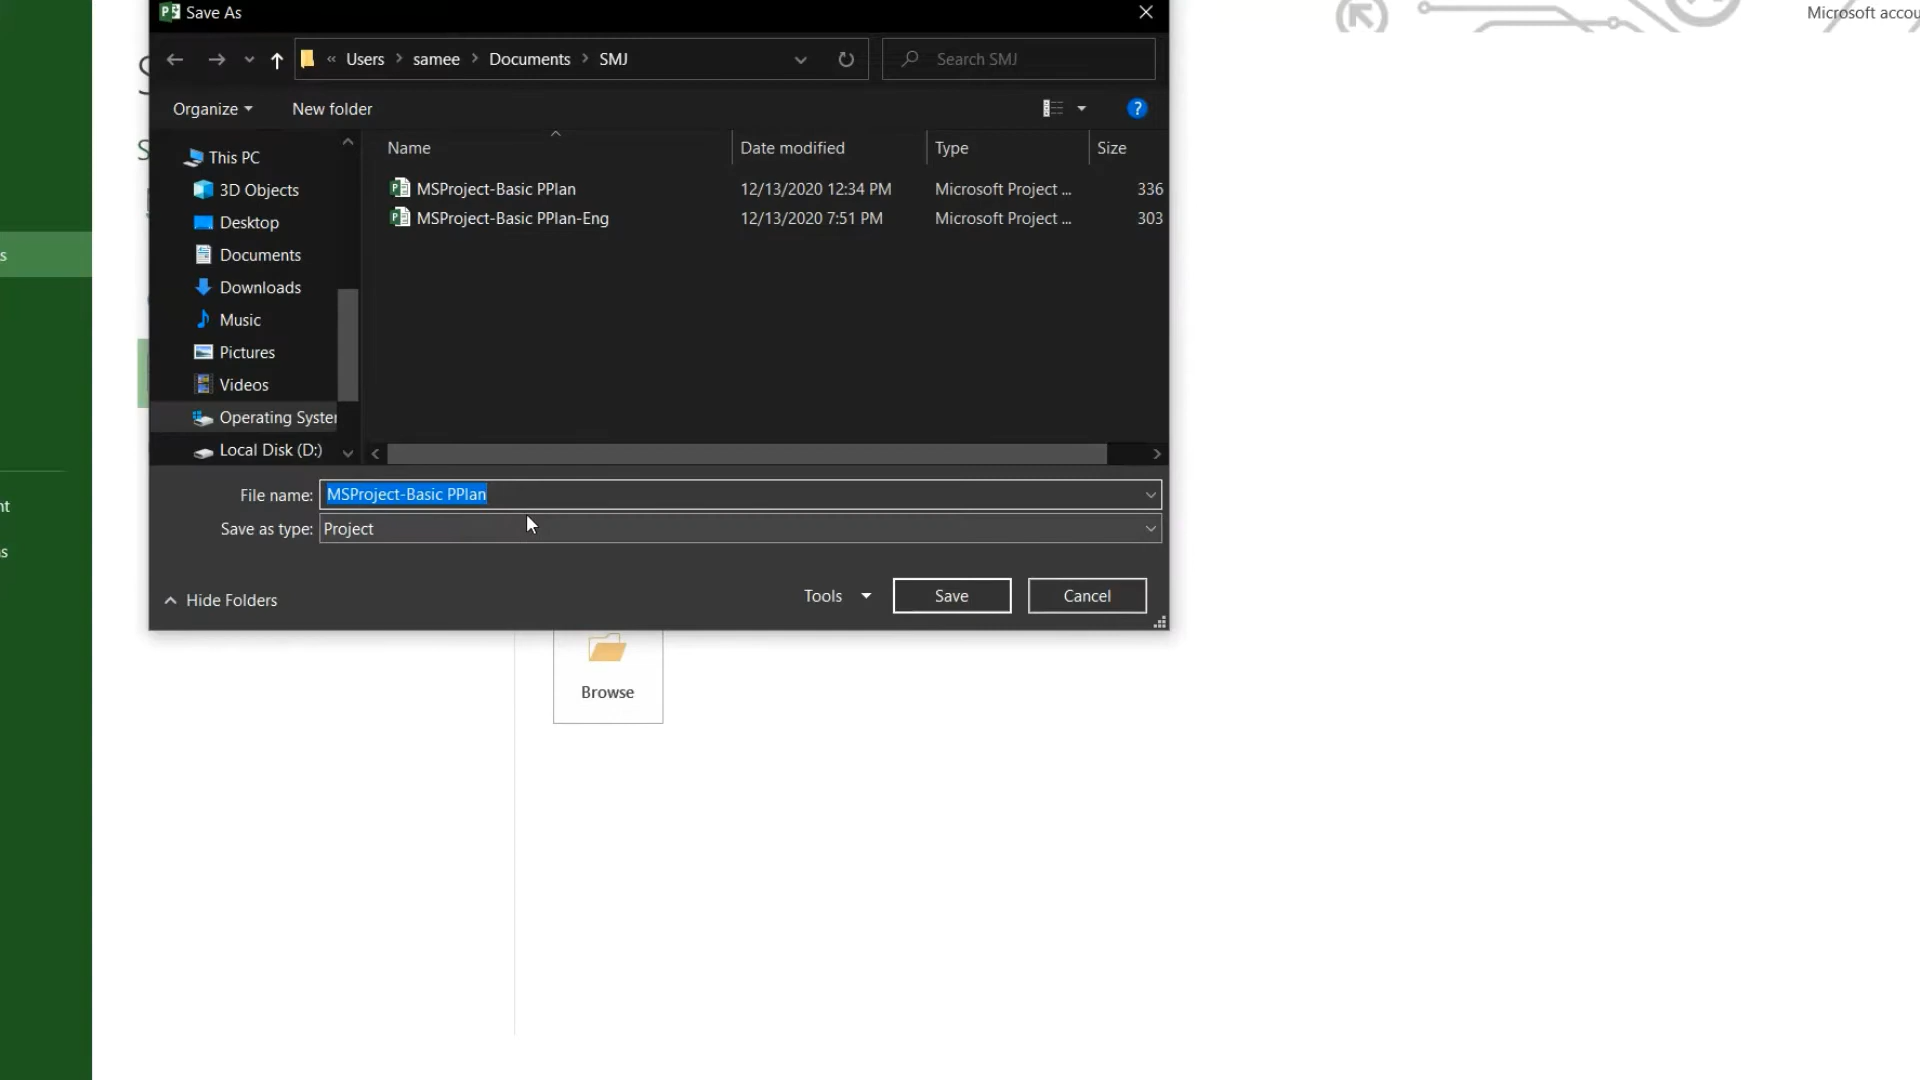 Save As
Microsoft accou
« Users > samee > Documents > SMJ
Search SMJ
Organize
New folder
?
Name
Date modified
Type
Size
This PC
3D Objects
Desktop
Documents
Downloads
Music
Pictures
Videos
Operating Syster
Local Disk (D:)
MSProject-Basic PPlan 12/13/2020 12:34 PM Microsoft Project ... 336
MSProject-Basic PPlan-Eng 12/13/2020 7:51 PM Microsoft Project ... 303
s
nt
s
File name: MSProject-Basic PPlan
Save as type: Project
Hide Folders
Tools
Save
Cancel
Browse